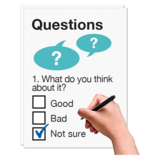 Questions
? ?
1. What do you think
about it?
Good
Bad
Not sure